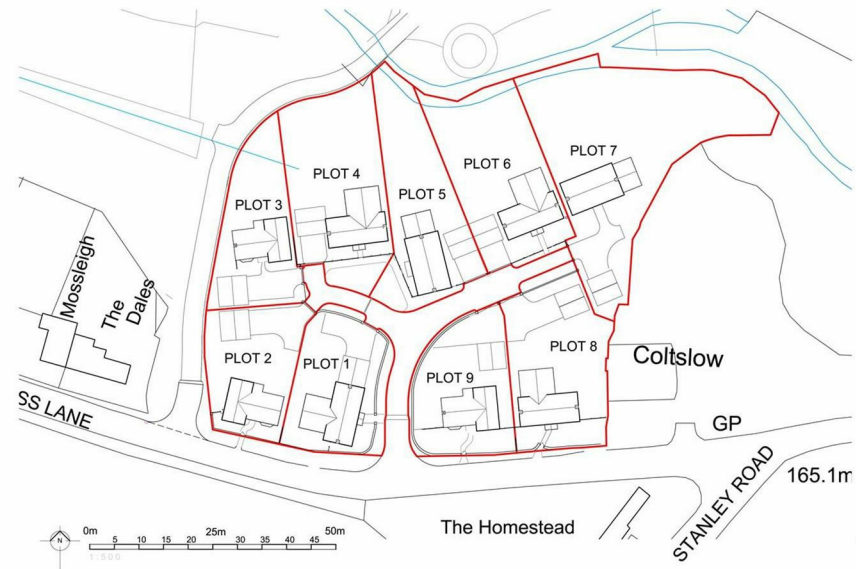 PLOT 7
PLOT 6
PLOT 4
PLOT 5
PLOT 3
Mossleigh
The Dales
PLOT 2
PLOT 1
PLOT 9
PLOT 8
Coltslow
SS LANE
GP
STANLEY ROAD
165.1m
The Homestead
N
0m 25m 50m
5 10 15 20 30 35 40 45
1:500